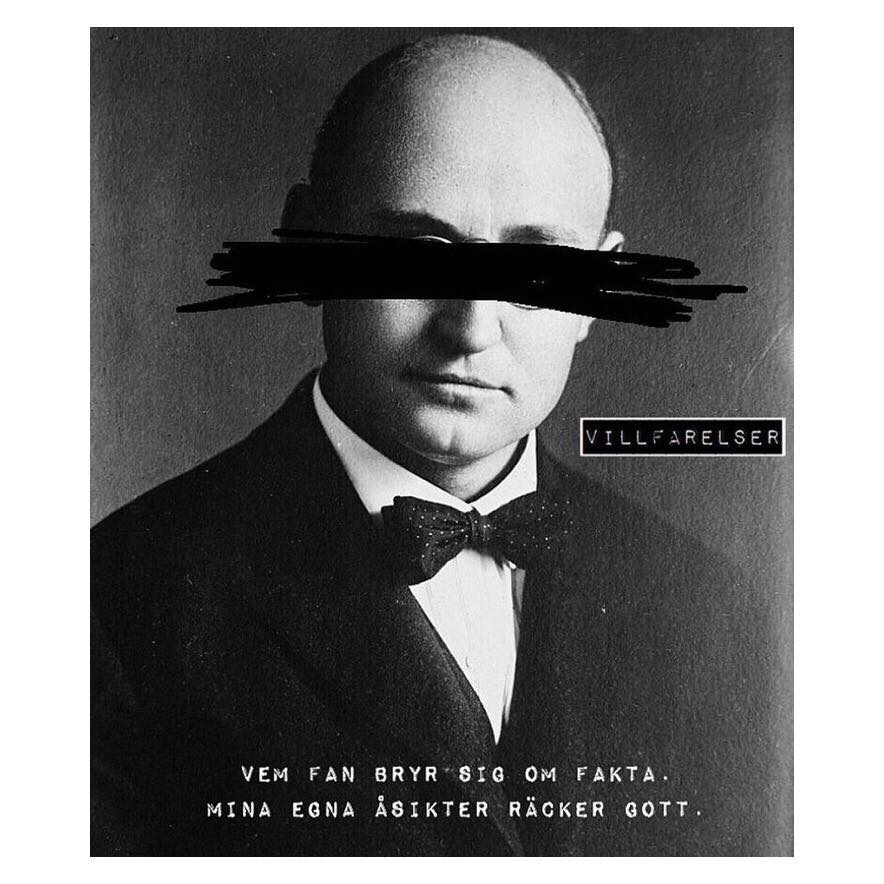 VILLFARELSER
VEM FAN BRYR SIG OM FAKTA.
MINA EGNA ÅSIKTER RÄCKER GOTT.